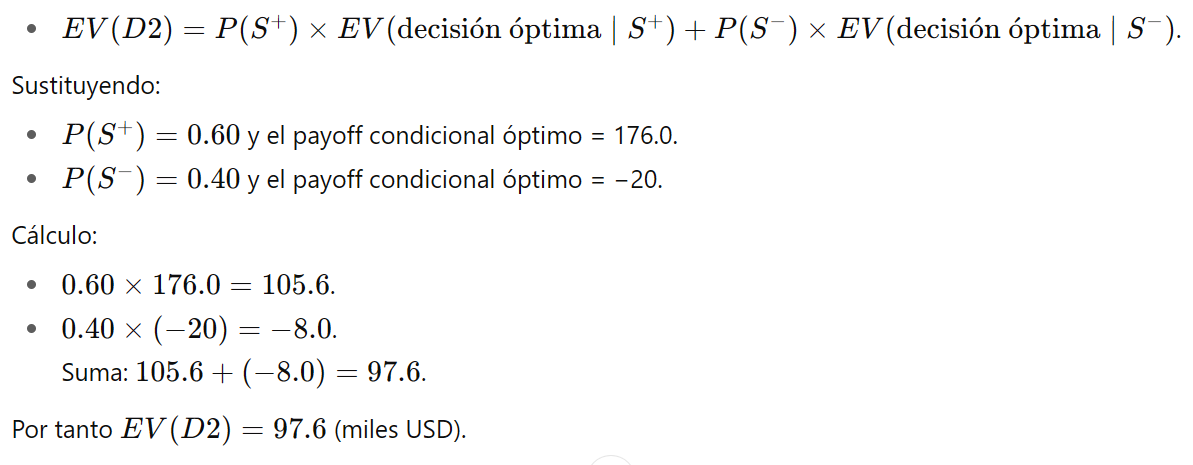 • EV(D2) = P(S⁺) × EV(decisión óptima | S⁺) + P(S⁻) × EV(decisión óptima | S⁻).
Sustituyendo:
• P(S⁺) = 0.60 y el payoff condicional óptimo = 176.0.
• P(S⁻) = 0.40 y el payoff condicional óptimo = −20.
Cálculo:
• 0.60 × 176.0 = 105.6.
• 0.40 × (−20) = −8.0.
Suma: 105.6 + (−8.0) = 97.6.
Por tanto EV(D2) = 97.6 (miles USD).